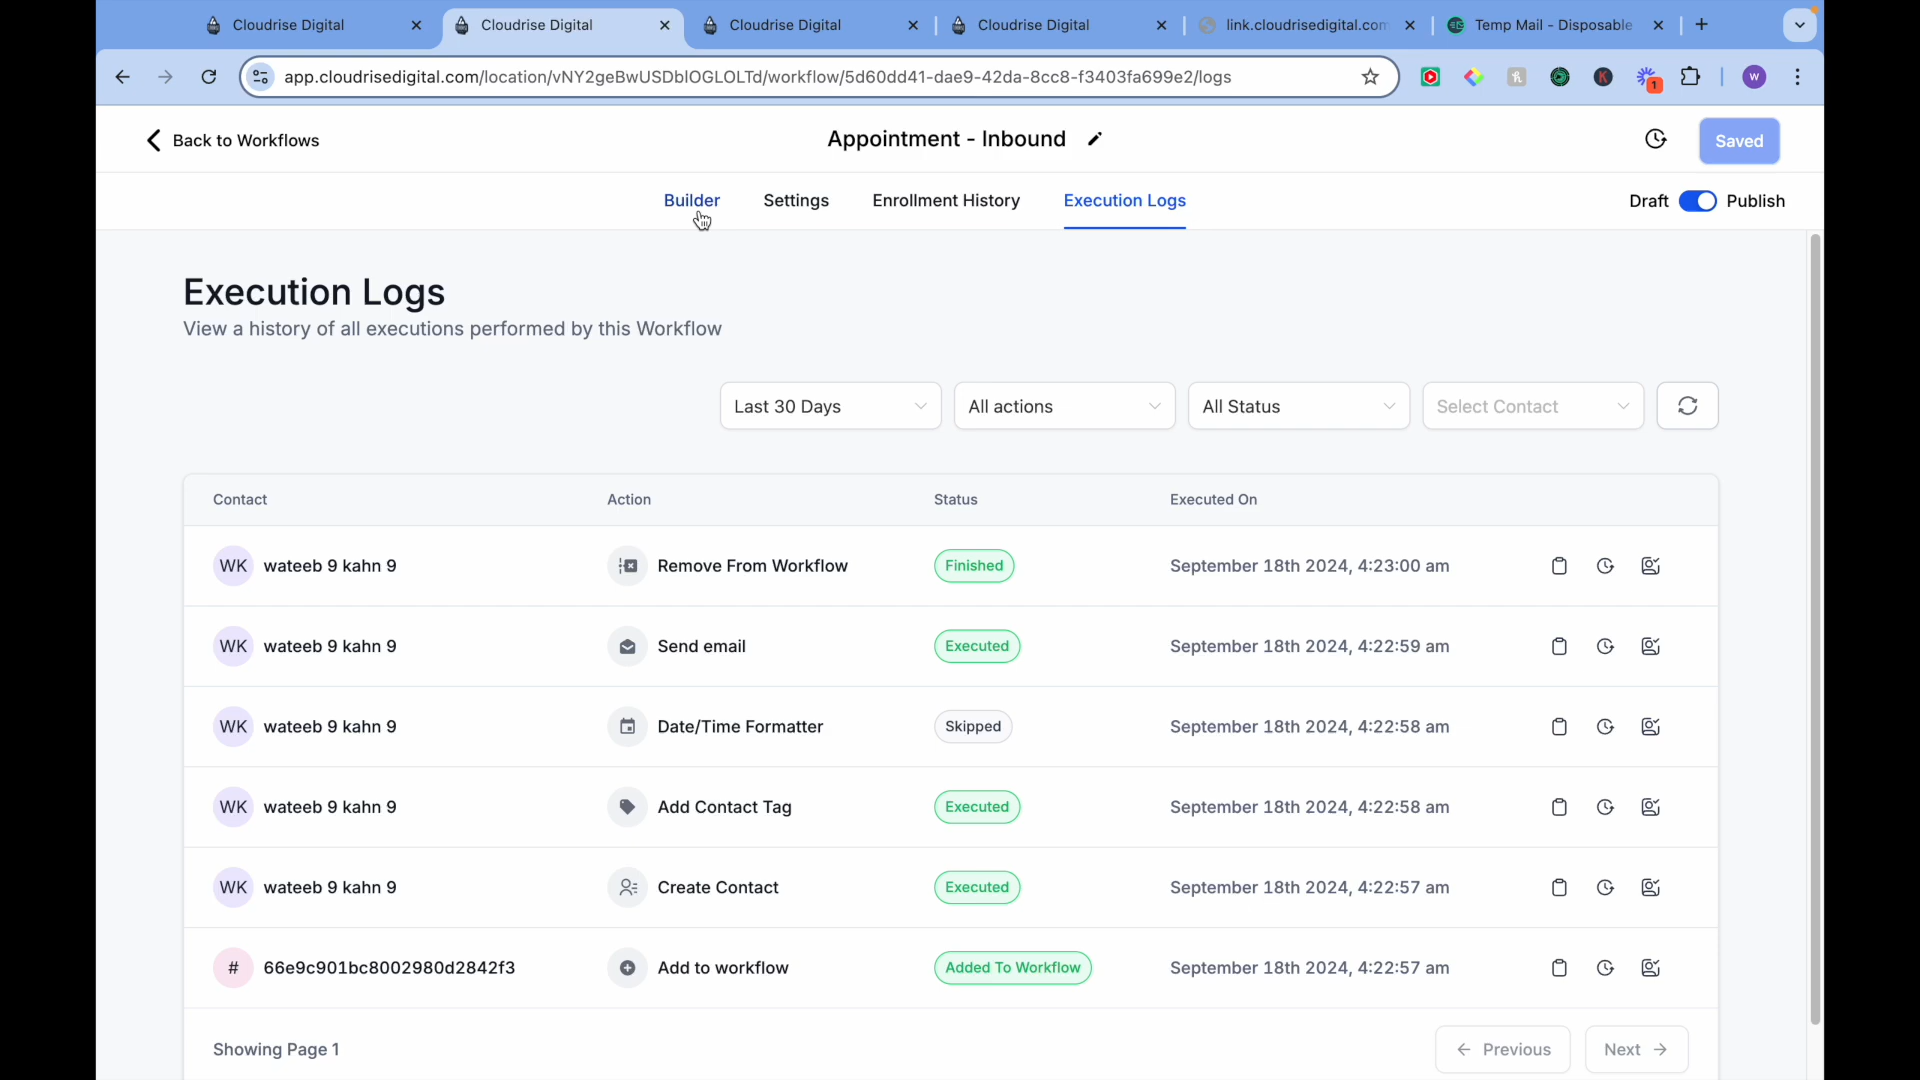 Cloudrise Digital
Cloudrise Digital
Cloudrise Digital
Cloudrise Digital
link.cloudrisedigital.com
Temp Mail - Disposable
app.cloudrisedigital.com/location/vNY2geBwUSDblOGLOLTd/workflow/5d60dd41-dae9-42da-8cc8-f3403fa699e2/logs
K
1
W
Back to Workflows
Appointment - Inbound
Saved
Builder
Settings
Enrollment History
Execution Logs
Draft
Publish
Execution Logs
View a history of all executions performed by this Workflow
Last 30 Days
All actions
All Status
Select Contact
Contact Action Status Executed On
WK wateeb 9 kahn 9 Remove From Workflow Finished September 18th 2024, 4:23:00 am
WK wateeb 9 kahn 9 Send email Executed September 18th 2024, 4:22:59 am
WK wateeb 9 kahn 9 Date/Time Formatter Skipped September 18th 2024, 4:22:58 am
WK wateeb 9 kahn 9 Add Contact Tag Executed September 18th 2024, 4:22:58 am
WK wateeb 9 kahn 9 Create Contact Executed September 18th 2024, 4:22:57 am
# 66e9c901bc8002980d2842f3 Add to workflow Added To Workflow September 18th 2024, 4:22:57 am
Showing Page 1
Previous
Next